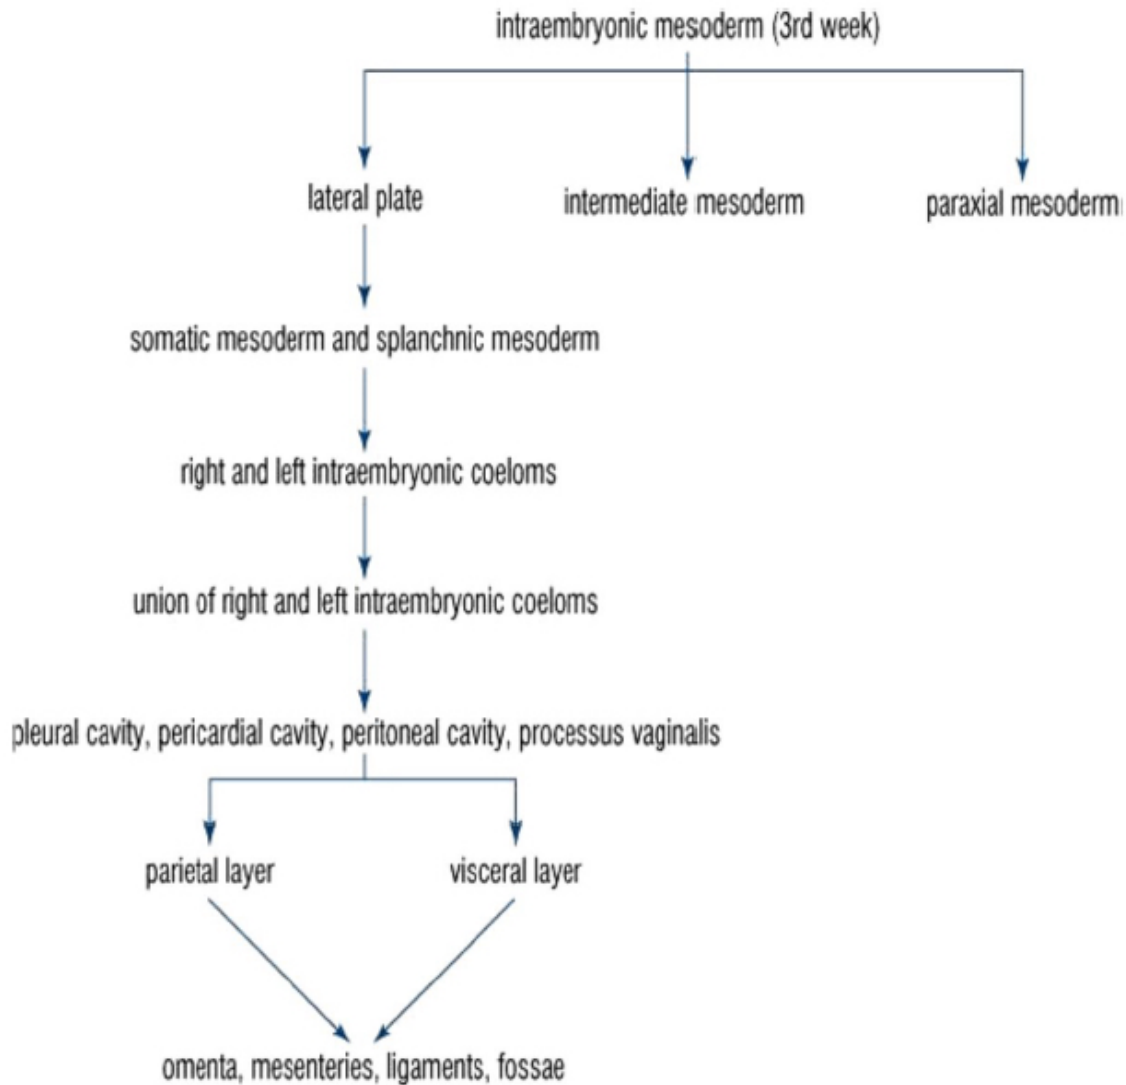 intraembryonic mesoderm (3rd week)
lateral plate
intermediate mesoderm
paraxial mesoderm
somatic mesoderm and splanchnic mesoderm
right and left intraembryonic coeloms
union of right and left intraembryonic coeloms
pleural cavity, pericardial cavity, peritoneal cavity, processus vaginalis
parietal layer
visceral layer
omenta, mesenteries, ligaments, fossae